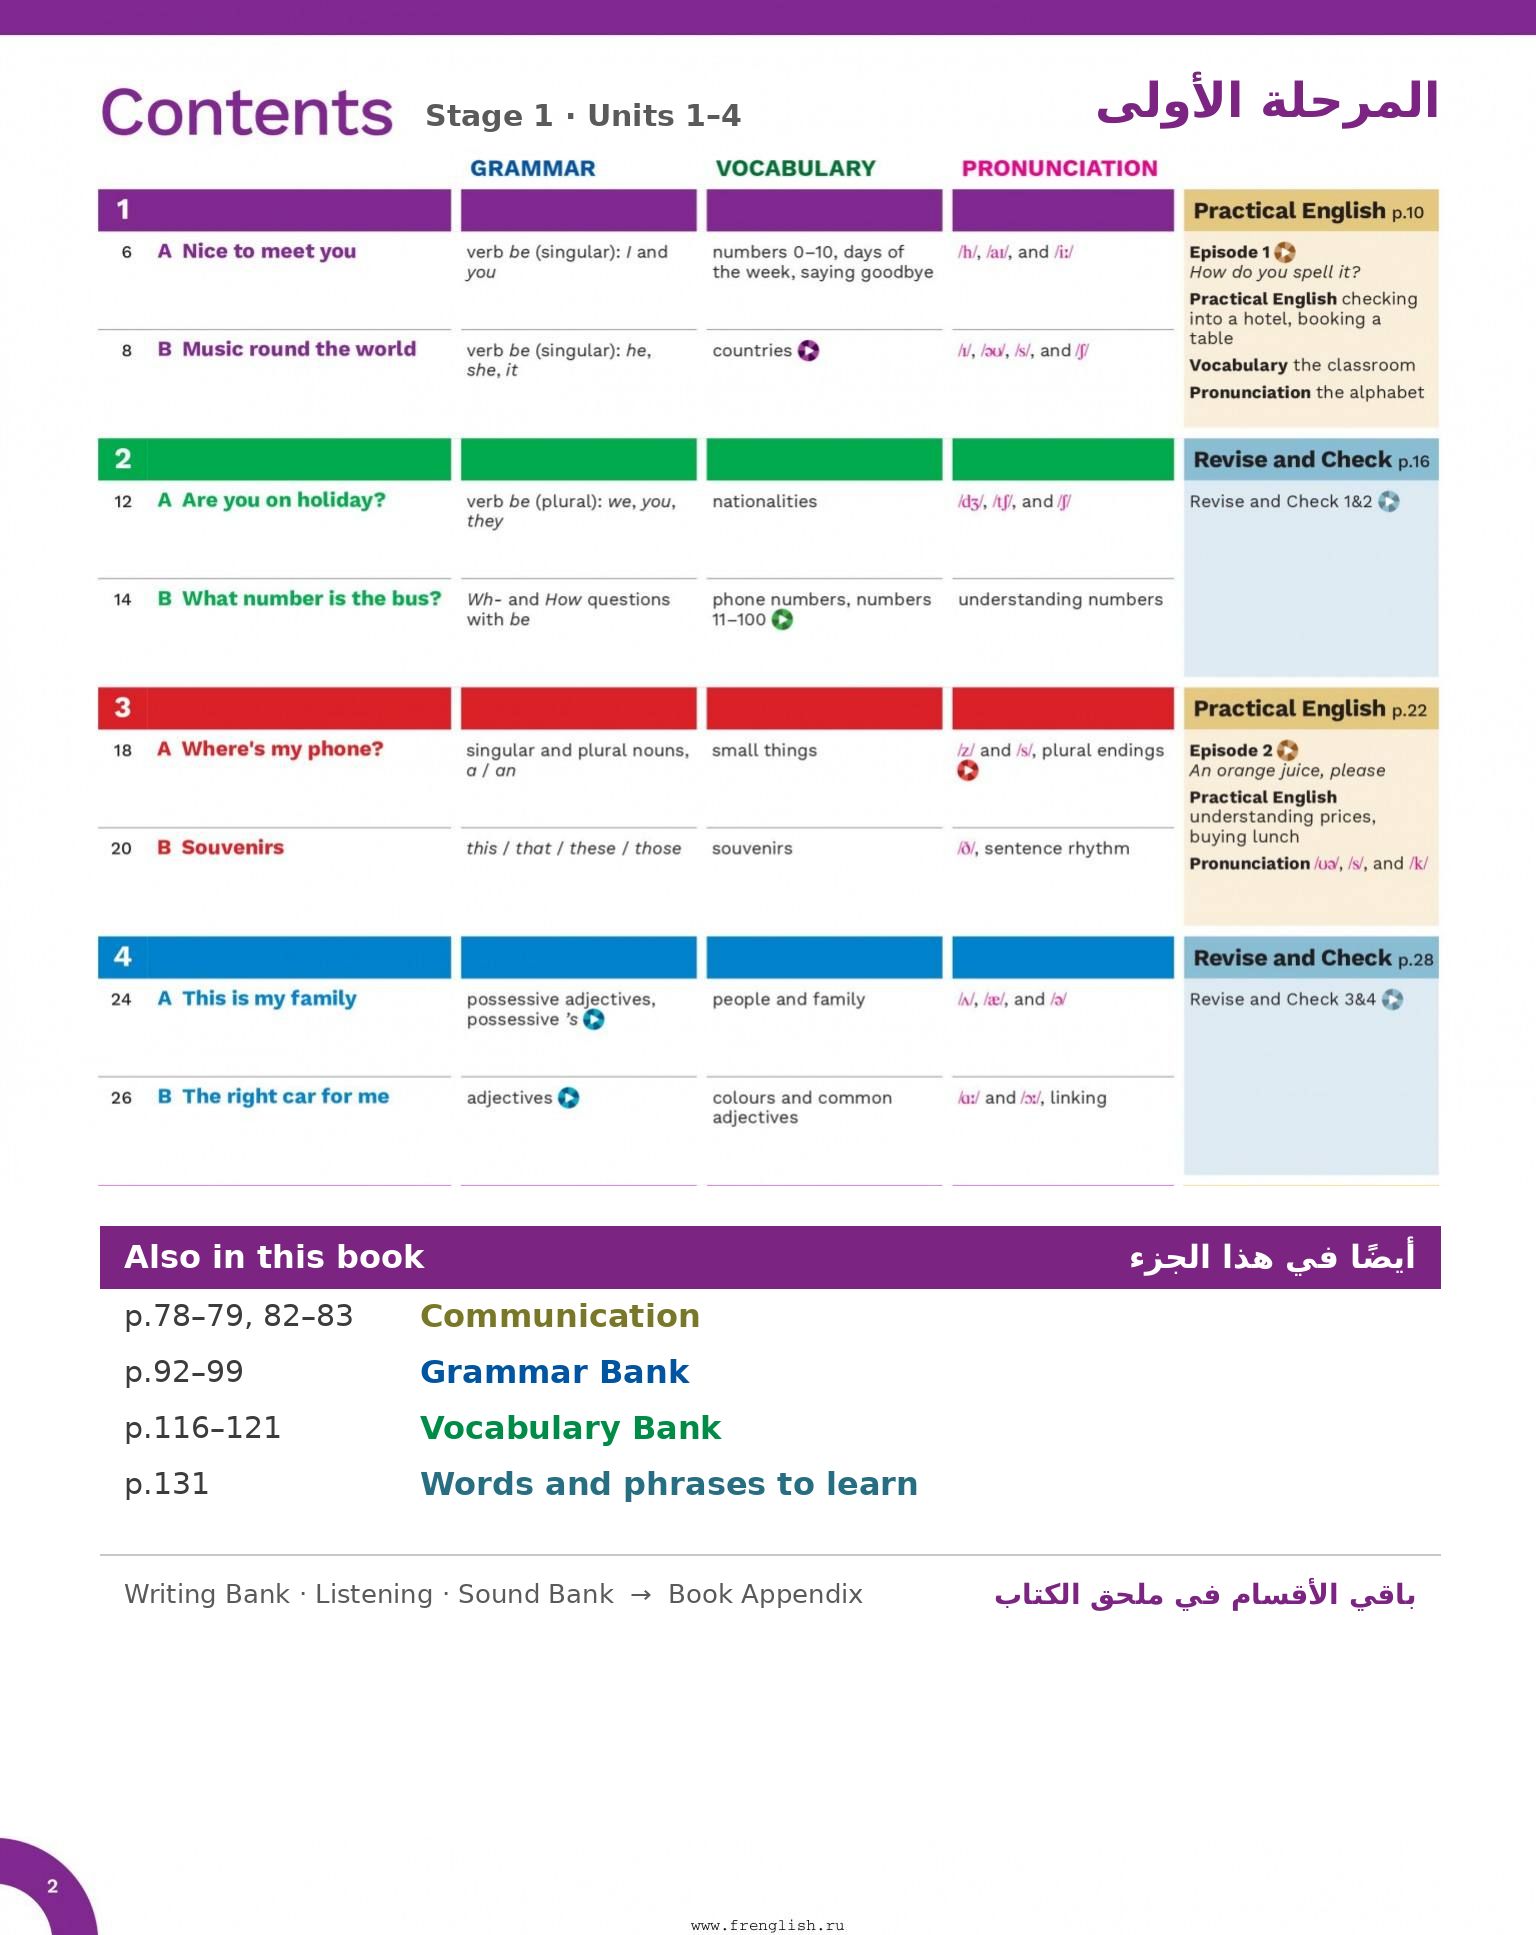 Contents Stage 1 · Units 1–4 المرحلة الأولى
GRAMMAR VOCABULARY PRONUNCIATION
1 Practical English p.10
6 A Nice to meet you verb be (singular): I and numbers 0–10, days of /h/, /aɪ/, and /iː/ Episode 1
you the week, saying goodbye How do you spell it?
Practical English checking
into a hotel, booking a
table
8 B Music round the world verb be (singular): he, countries /ɪ/, /əʊ/, /s/, and /ʃ/
she, it Vocabulary the classroom
Pronunciation the alphabet
2 Revise and Check p.16
12 A Are you on holiday? verb be (plural): we, you, nationalities /dʒ/, /tʃ/, and /ʃ/ Revise and Check 1&2
they
14 B What number is the bus? Wh- and How questions phone numbers, numbers understanding numbers
with be 11–100
3 Practical English p.22
18 A Where's my phone? singular and plural nouns, small things /z/ and /s/, plural endings Episode 2
a / an An orange juice, please
Practical English
understanding prices,
buying lunch
20 B Souvenirs this / that / these / those souvenirs /ð/, sentence rhythm
Pronunciation /ʊə/, /s/, and /k/
4 Revise and Check p.28
24 A This is my family possessive adjectives, people and family /ʌ/, /æ/, and /ə/ Revise and Check 3&4
possessive ’s
26 B The right car for me adjectives colours and common /ɑː/ and /ɔː/, linking
adjectives
Also in this book أيضًا في هذا الجزء
p.78–79, 82–83 Communication
p.92–99 Grammar Bank
p.116–121 Vocabulary Bank
p.131 Words and phrases to learn
Writing Bank · Listening · Sound Bank → Book Appendix باقي الأقسام في ملحق الكتاب
2
www.frenglish.ru